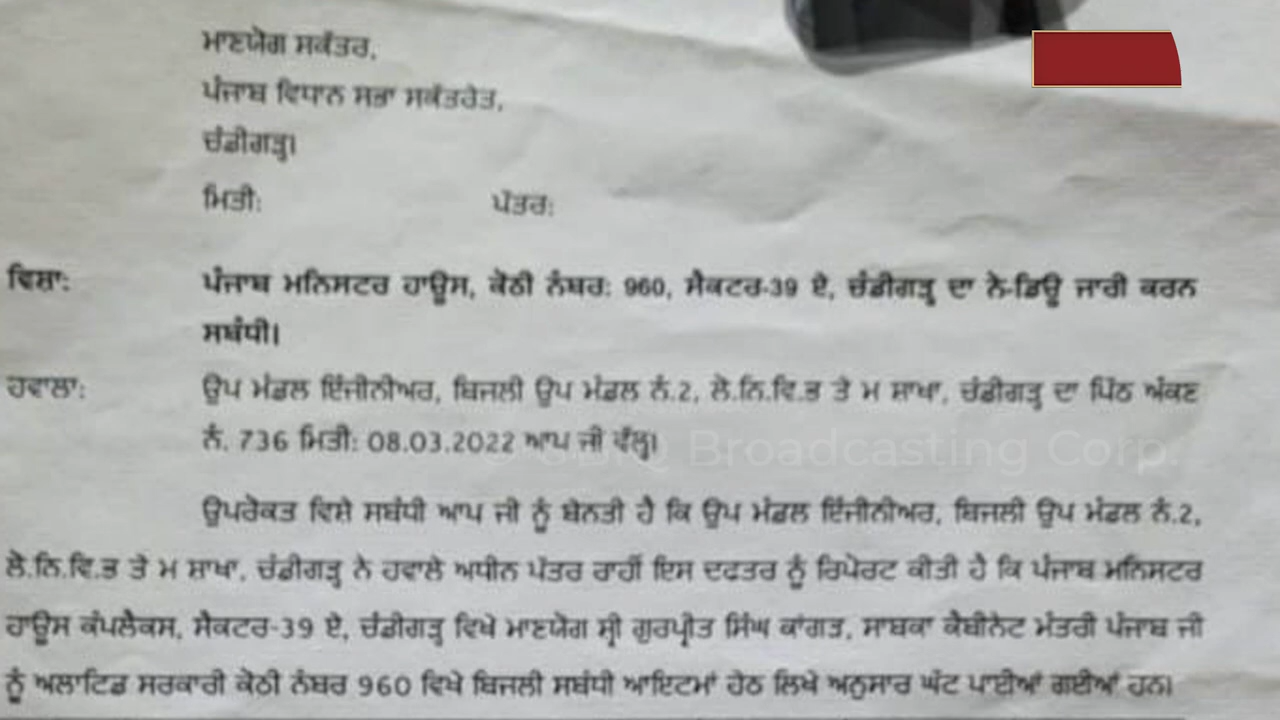 ਮਾਣਯੋਗ ਸਕੱਤਰ,
ਪੰਜਾਬ ਵਿਧਾਨ ਸਭਾ ਸਕੱਤਰੇਤ,
ਚੰਡੀਗੜ੍ਹ।
ਮਿਤੀ: ਪੱਤਰ:
ਵਿਸ਼ਾ: ਪੰਜਾਬ ਮਨਿਸਟਰ ਹਾਊਸ, ਕੋਠੀ ਨੰਬਰ: 960, ਸੈਕਟਰ-39 ਏ, ਚੰਡੀਗੜ੍ਹ ਦਾ ਨੋ-ਡਿਊ ਜਾਰੀ ਕਰਨ
ਸਬੰਧੀ।
ਹਵਾਲਾ: ਉਪ ਮੰਡਲ ਇੰਜੀਨੀਅਰ, ਬਿਜਲੀ ਉਪ ਮੰਡਲ ਨੰ.2, ਲੋ.ਨਿ.ਵਿ.ਭ ਤੇ ਮ ਸ਼ਾਖਾ, ਚੰਡੀਗੜ੍ਹ ਦਾ ਪਿੱਠ ਅੰਕਣ
ਨੰ. 736 ਮਿਤੀ: 08.03.2022 ਆਪ ਜੀ ਵੱਲ੍ਹ।
Broadcasting Corp.
ਉਪਰੋਕਤ ਵਿਸ਼ੇ ਸਬੰਧੀ ਆਪ ਜੀ ਨੂੰ ਬੇਨਤੀ ਹੈ ਕਿ ਉਪ ਮੰਡਲ ਇੰਜੀਨੀਅਰ, ਬਿਜਲੀ ਉਪ ਮੰਡਲ ਨੰ.2,
ਲੋ.ਨਿ.ਵਿ.ਭ ਤੇ ਮ ਸ਼ਾਖਾ, ਚੰਡੀਗੜ੍ਹ ਨੇ ਹਵਾਲੇ ਅਧੀਨ ਪੱਤਰ ਰਾਹੀਂ ਇਸ ਦਫਤਰ ਨੂੰ ਰਿਪੋਰਟ ਕੀਤੀ ਹੈ ਕਿ ਪੰਜਾਬ ਮਨਿਸਟਰ
ਹਾਊਸ ਕੰਪਲੈਕਸ, ਸੈਕਟਰ-39 ਏ, ਚੰਡੀਗੜ੍ਹ ਵਿਖੇ ਮਾਣਯੋਗ ਸ੍ਰੀ ਗੁਰਪ੍ਰੀਤ ਸਿੰਘ ਕਾਂਗੜ, ਸਾਬਕਾ ਕੈਬੀਨੇਟ ਮੰਤਰੀ ਪੰਜਾਬ ਜੀ
ਨੂੰ ਅਲਾਟਿਡ ਸਰਕਾਰੀ ਕੋਠੀ ਨੰਬਰ 960 ਵਿਖੇ ਬਿਜਲੀ ਸਬੰਧੀ ਆਇਟਮਾਂ ਹੇਠ ਲਿਖੇ ਅਨੁਸਾਰ ਘੱਟ ਪਾਈਆਂ ਗਈਆਂ ਹਨ।